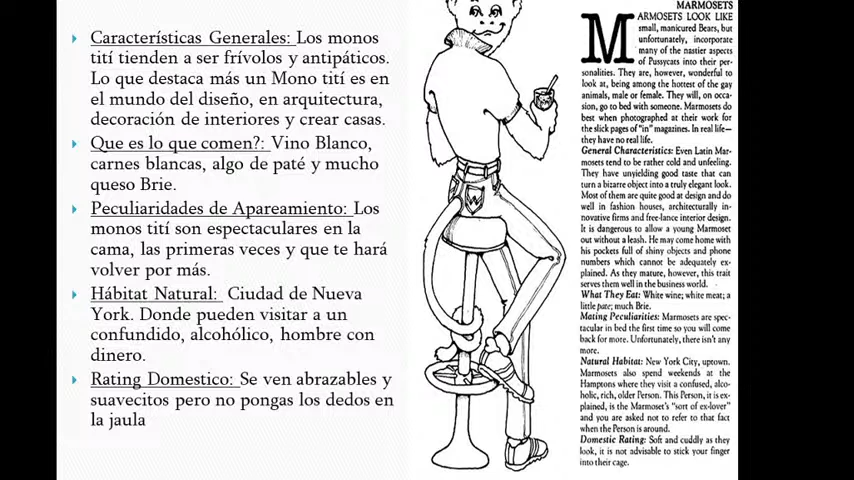 Características Generales: Los monos
tití tienden a ser frívolos y antipáticos.
Lo que destaca más un Mono tití es en
el mundo del diseño, en arquitectura,
decoración de interiores y crear casas.
Que es lo que comen?: Vino Blanco,
carnes blancas, algo de paté y mucho
queso Brie.
Peculiaridades de Apareamiento: Los
monos tití son espectaculares en la
cama, las primeras veces y que te hará
volver por más.
Hábitat Natural: Ciudad de Nueva
York. Donde pueden visitar a un
confundido, alcohólico, hombre con
dinero.
Rating Domestico: Se ven abrazables y
suavecitos pero no pongas los dedos en
la jaula
MARMOSETS
MARMOSETS LOOK LIKE
small, manicured Bears, but
unfortunately, incorporate
many of the nastier aspects
of Pussycats into their per-
sonalities. They are, however, wonderful to
look at, being among the hottest of the gay
animals, male or female. They will, on occa-
sion, go to bed with someone. Marmosets do
best when photographed at their work for
the slick pages of "in" magazines. In real life—
they have no real life.
General Characteristics: Even Latin Mar-
mosets tend to be rather cold and unfeeling.
They have unyielding good taste that can
turn a bizarre object into a truly elegant look.
Most of them are quite good at design and do
well in fashion houses, architecturally in-
novative firms and free-lance interior design.
It is dangerous to allow a young Marmoset
out without a leash. He may come home with
his pockets full of shiny objects and phone
numbers which cannot be adequately ex-
plained. As they mature, however, this trait
serves them well in the business world.
What They Eat: White wine; white meat; a
little pate; much Brie.
Mating Peculiarities: Marmosets are spec-
tacular in bed the first time so you will come
back for more. Unfortunately, there isn't any
more.
Natural Habitat: New York City, uptown.
Marmosets also spend weekends at the
Hamptons where they visit a confused, alco-
holic, rich, older Person. This Person, it is ex-
plained, is the Marmoset's "sort of ex-lover"
and you are asked not to refer to that fact
when the Person is around.
Domestic Rating: Soft and cuddly as they
look, it is not advisable to stick your finger
into their cage.